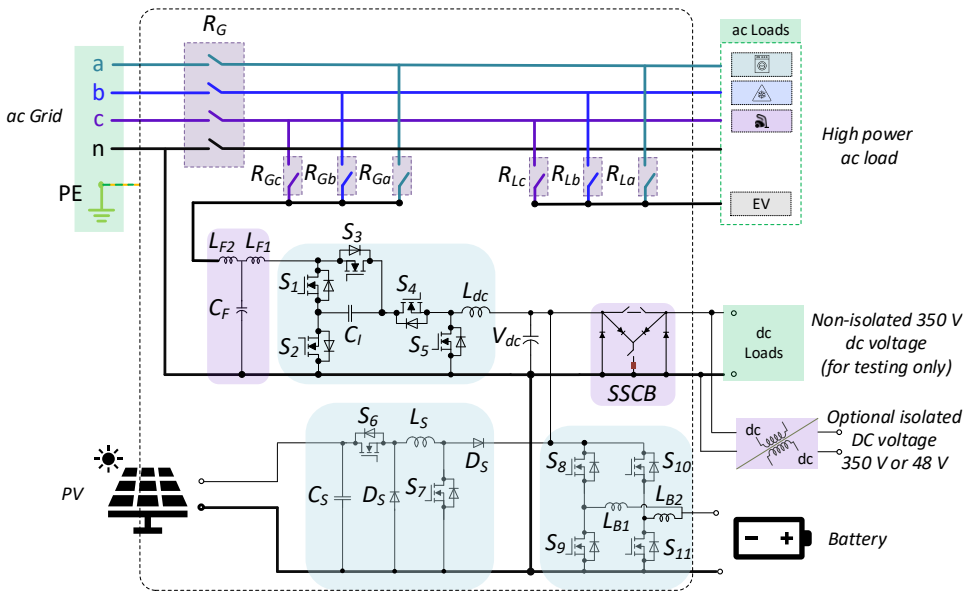 R_G
ac Loads
a
b
ac Grid
c
n
PE
High power
ac load
R_Gc
R_Gb
R_Ga
R_Lc
R_Lb
R_La
EV
L_F2
L_F1
S_3
S_1
S_4
L_dc
C_F
C_I
S_2
S_5
V_dc
SSCB
dc
Loads
Non-isolated 350 V
dc voltage
(for testing only)
dc
dc
Optional isolated
DC voltage
350 V or 48 V
S_6
L_S
D_S
S_7
C_S
D_S
PV
S_8
S_10
L_B2
L_B1
S_9
S_11
Battery